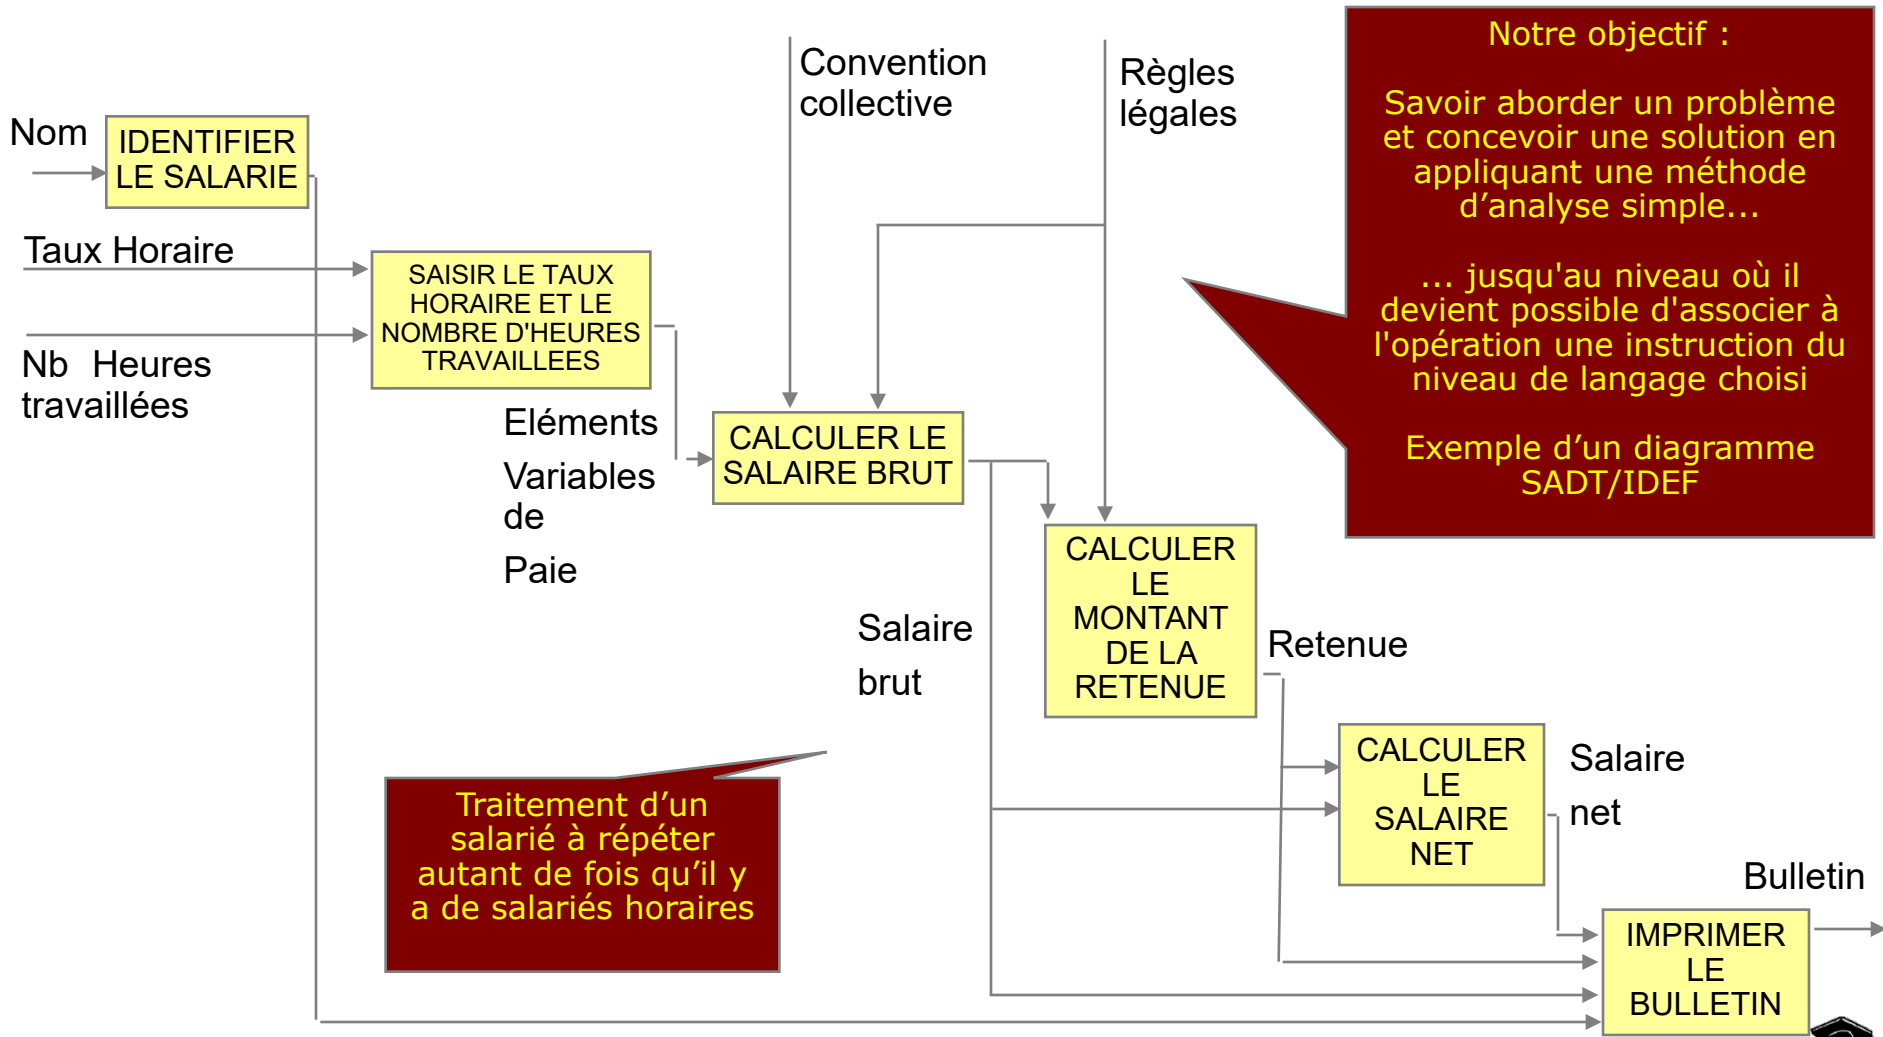 Nom
IDENTIFIER
LE SALARIE
Taux Horaire
Nb Heures
travaillées
SAISIR LE TAUX
HORAIRE ET LE
NOMBRE D'HEURES
TRAVAILLEES
Convention
collective
Règles
légales
Eléments
Variables
de
Paie
CALCULER LE
SALAIRE BRUT
Salaire
brut
CALCULER
LE
MONTANT
DE LA
RETENUE
Retenue
CALCULER
LE
SALAIRE
NET
Salaire
net
Bulletin
IMPRIMER
LE
BULLETIN
Notre objectif :
Savoir aborder un problème
et concevoir une solution en
appliquant une méthode
d’analyse simple…
... jusqu'au niveau où il
devient possible d'associer à
l'opération une instruction du
niveau de langage choisi
Exemple d’un diagramme
SADT/IDEF
Traitement d’un
salarié à répéter
autant de fois qu’il y
a de salariés horaires